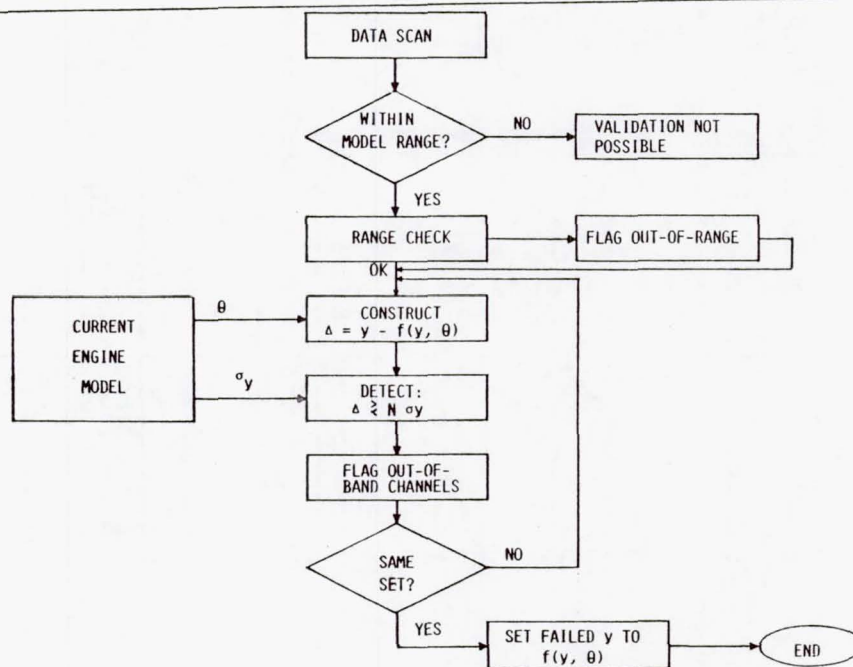 DATA SCAN
WITHIN
MODEL RANGE?
NO
VALIDATION NOT
POSSIBLE
YES
RANGE CHECK
FLAG OUT-OF-RANGE
OK
CURRENT
ENGINE
MODEL
θ
CONSTRUCT
Δ = y - f(y, θ)
σy
DETECT:
Δ ≷ N σy
FLAG OUT-OF-
BAND CHANNELS
SAME
SET?
NO
YES
SET FAILED y TO
f(y, θ)
END